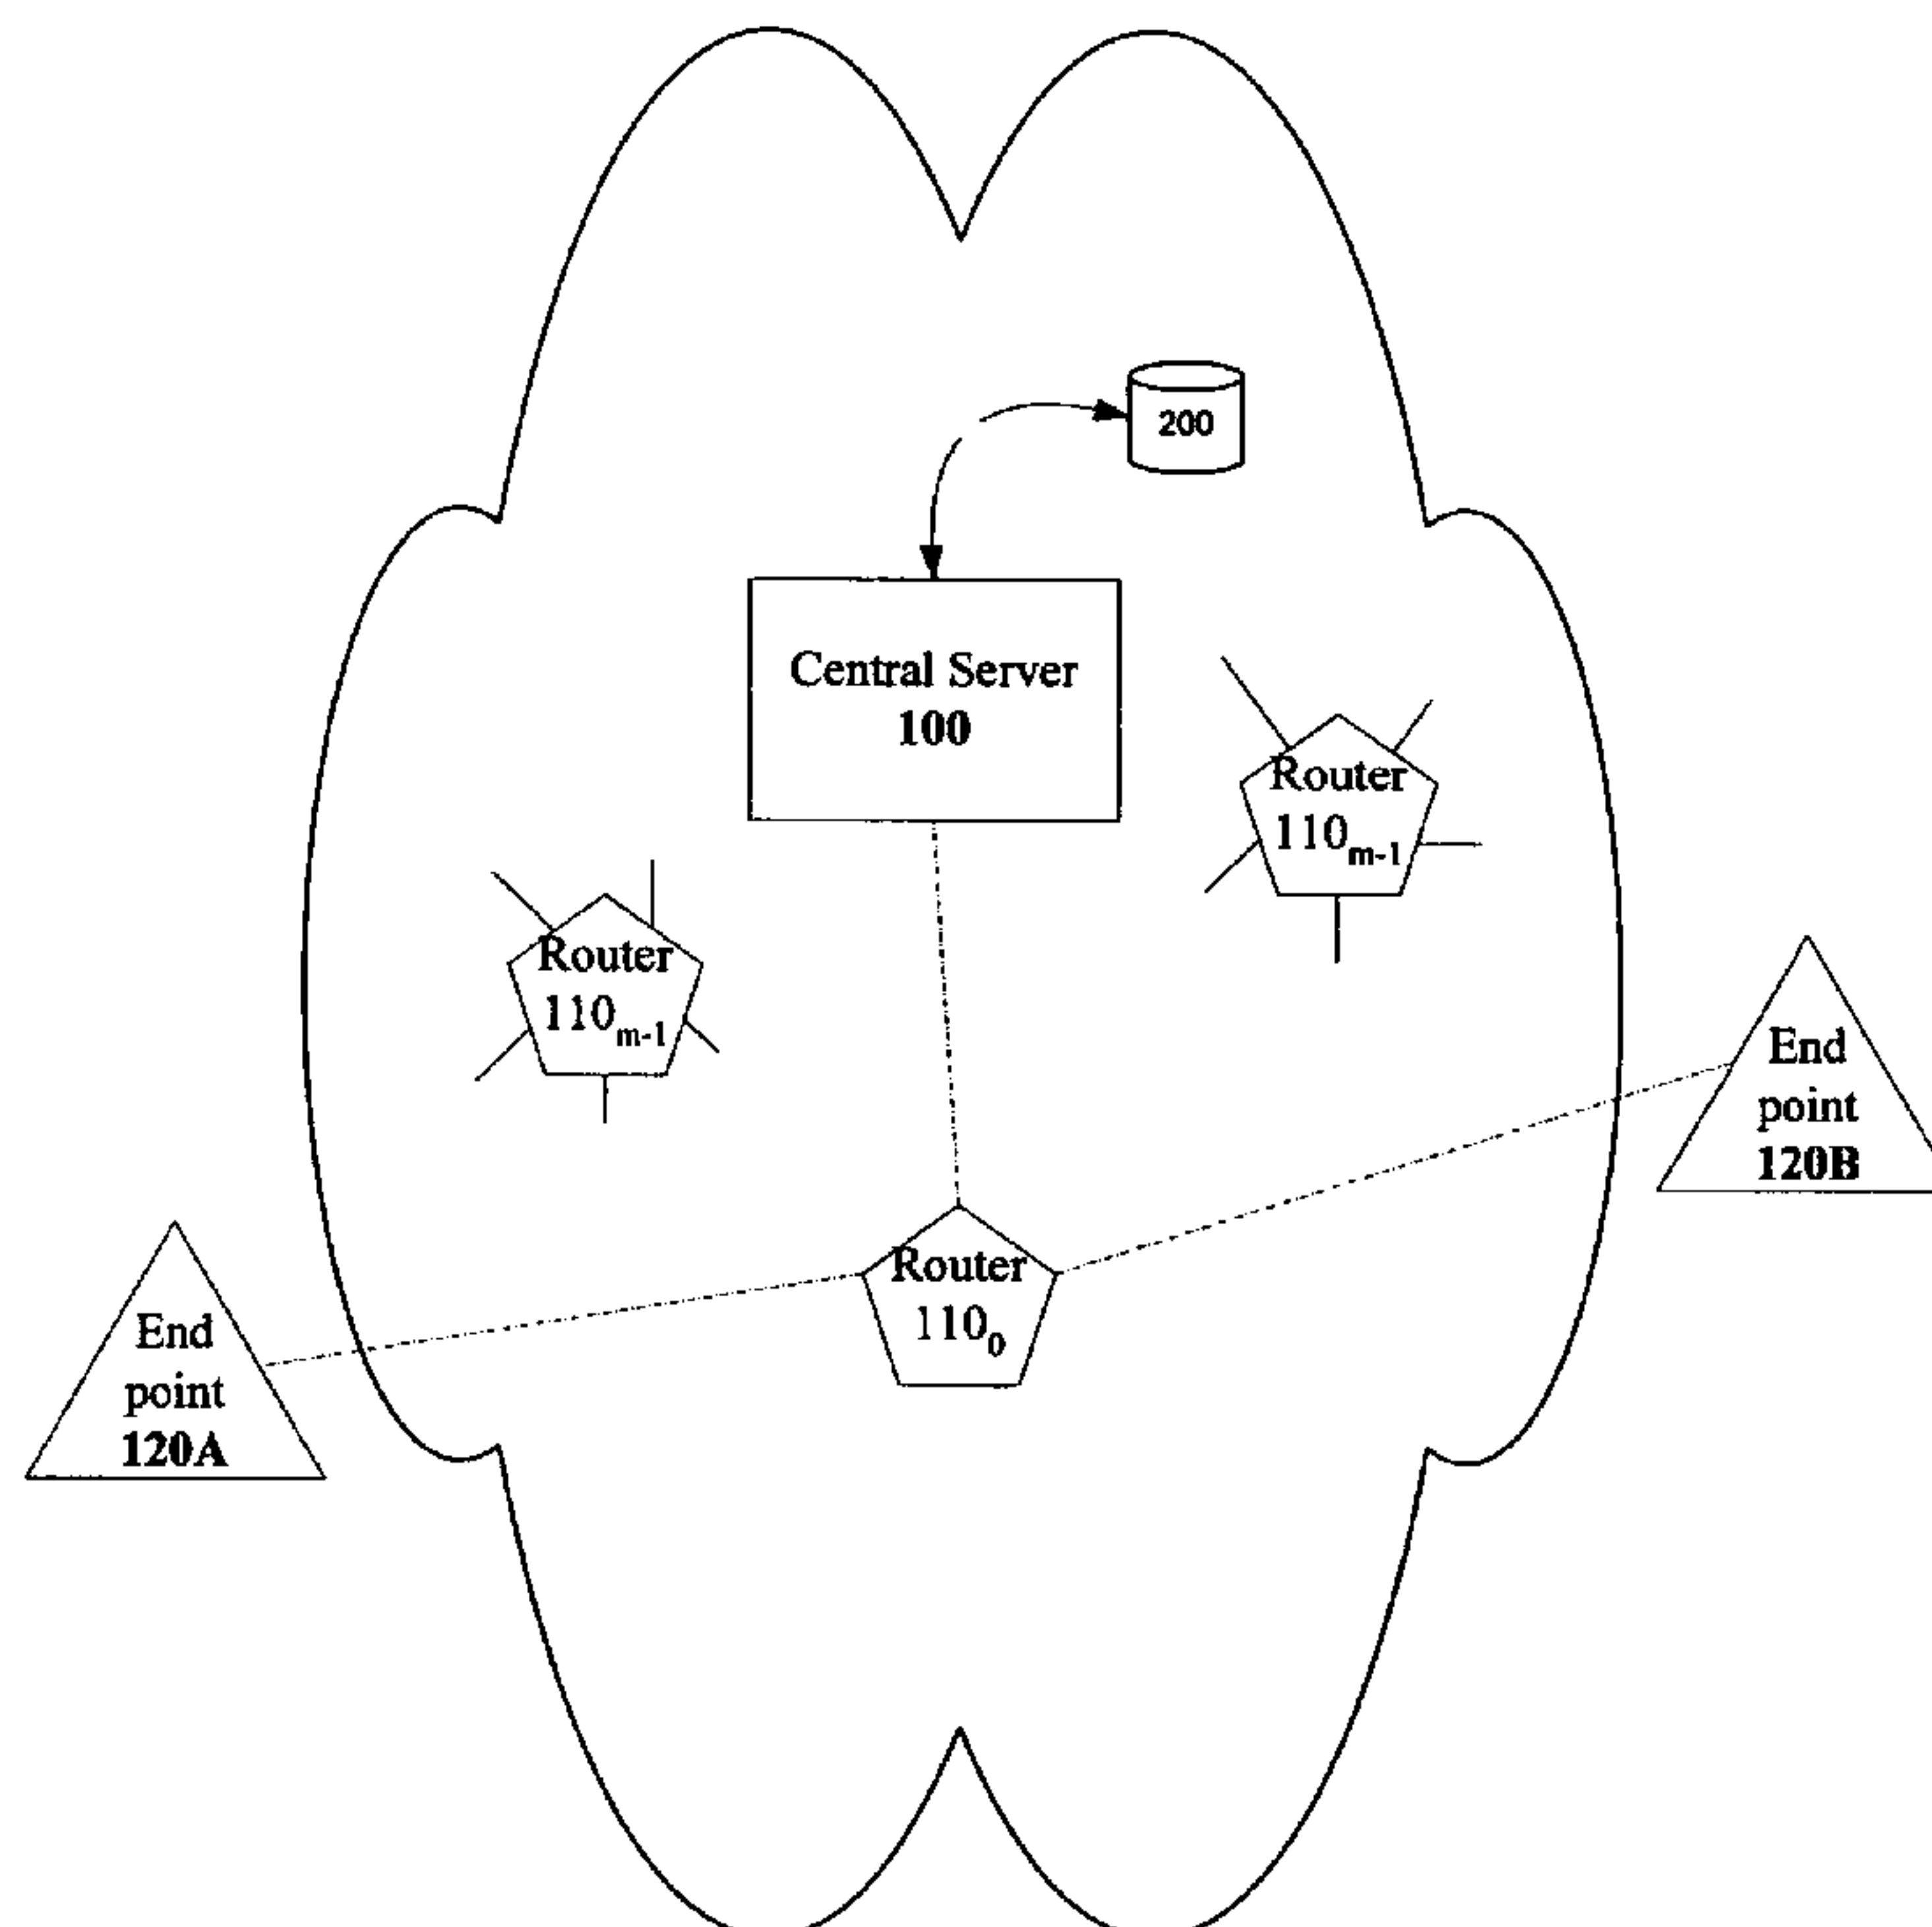 200
Central Server
100
Router
110m-1
Router
110m-1
End
point
120B
Router
1100
End
point
120A